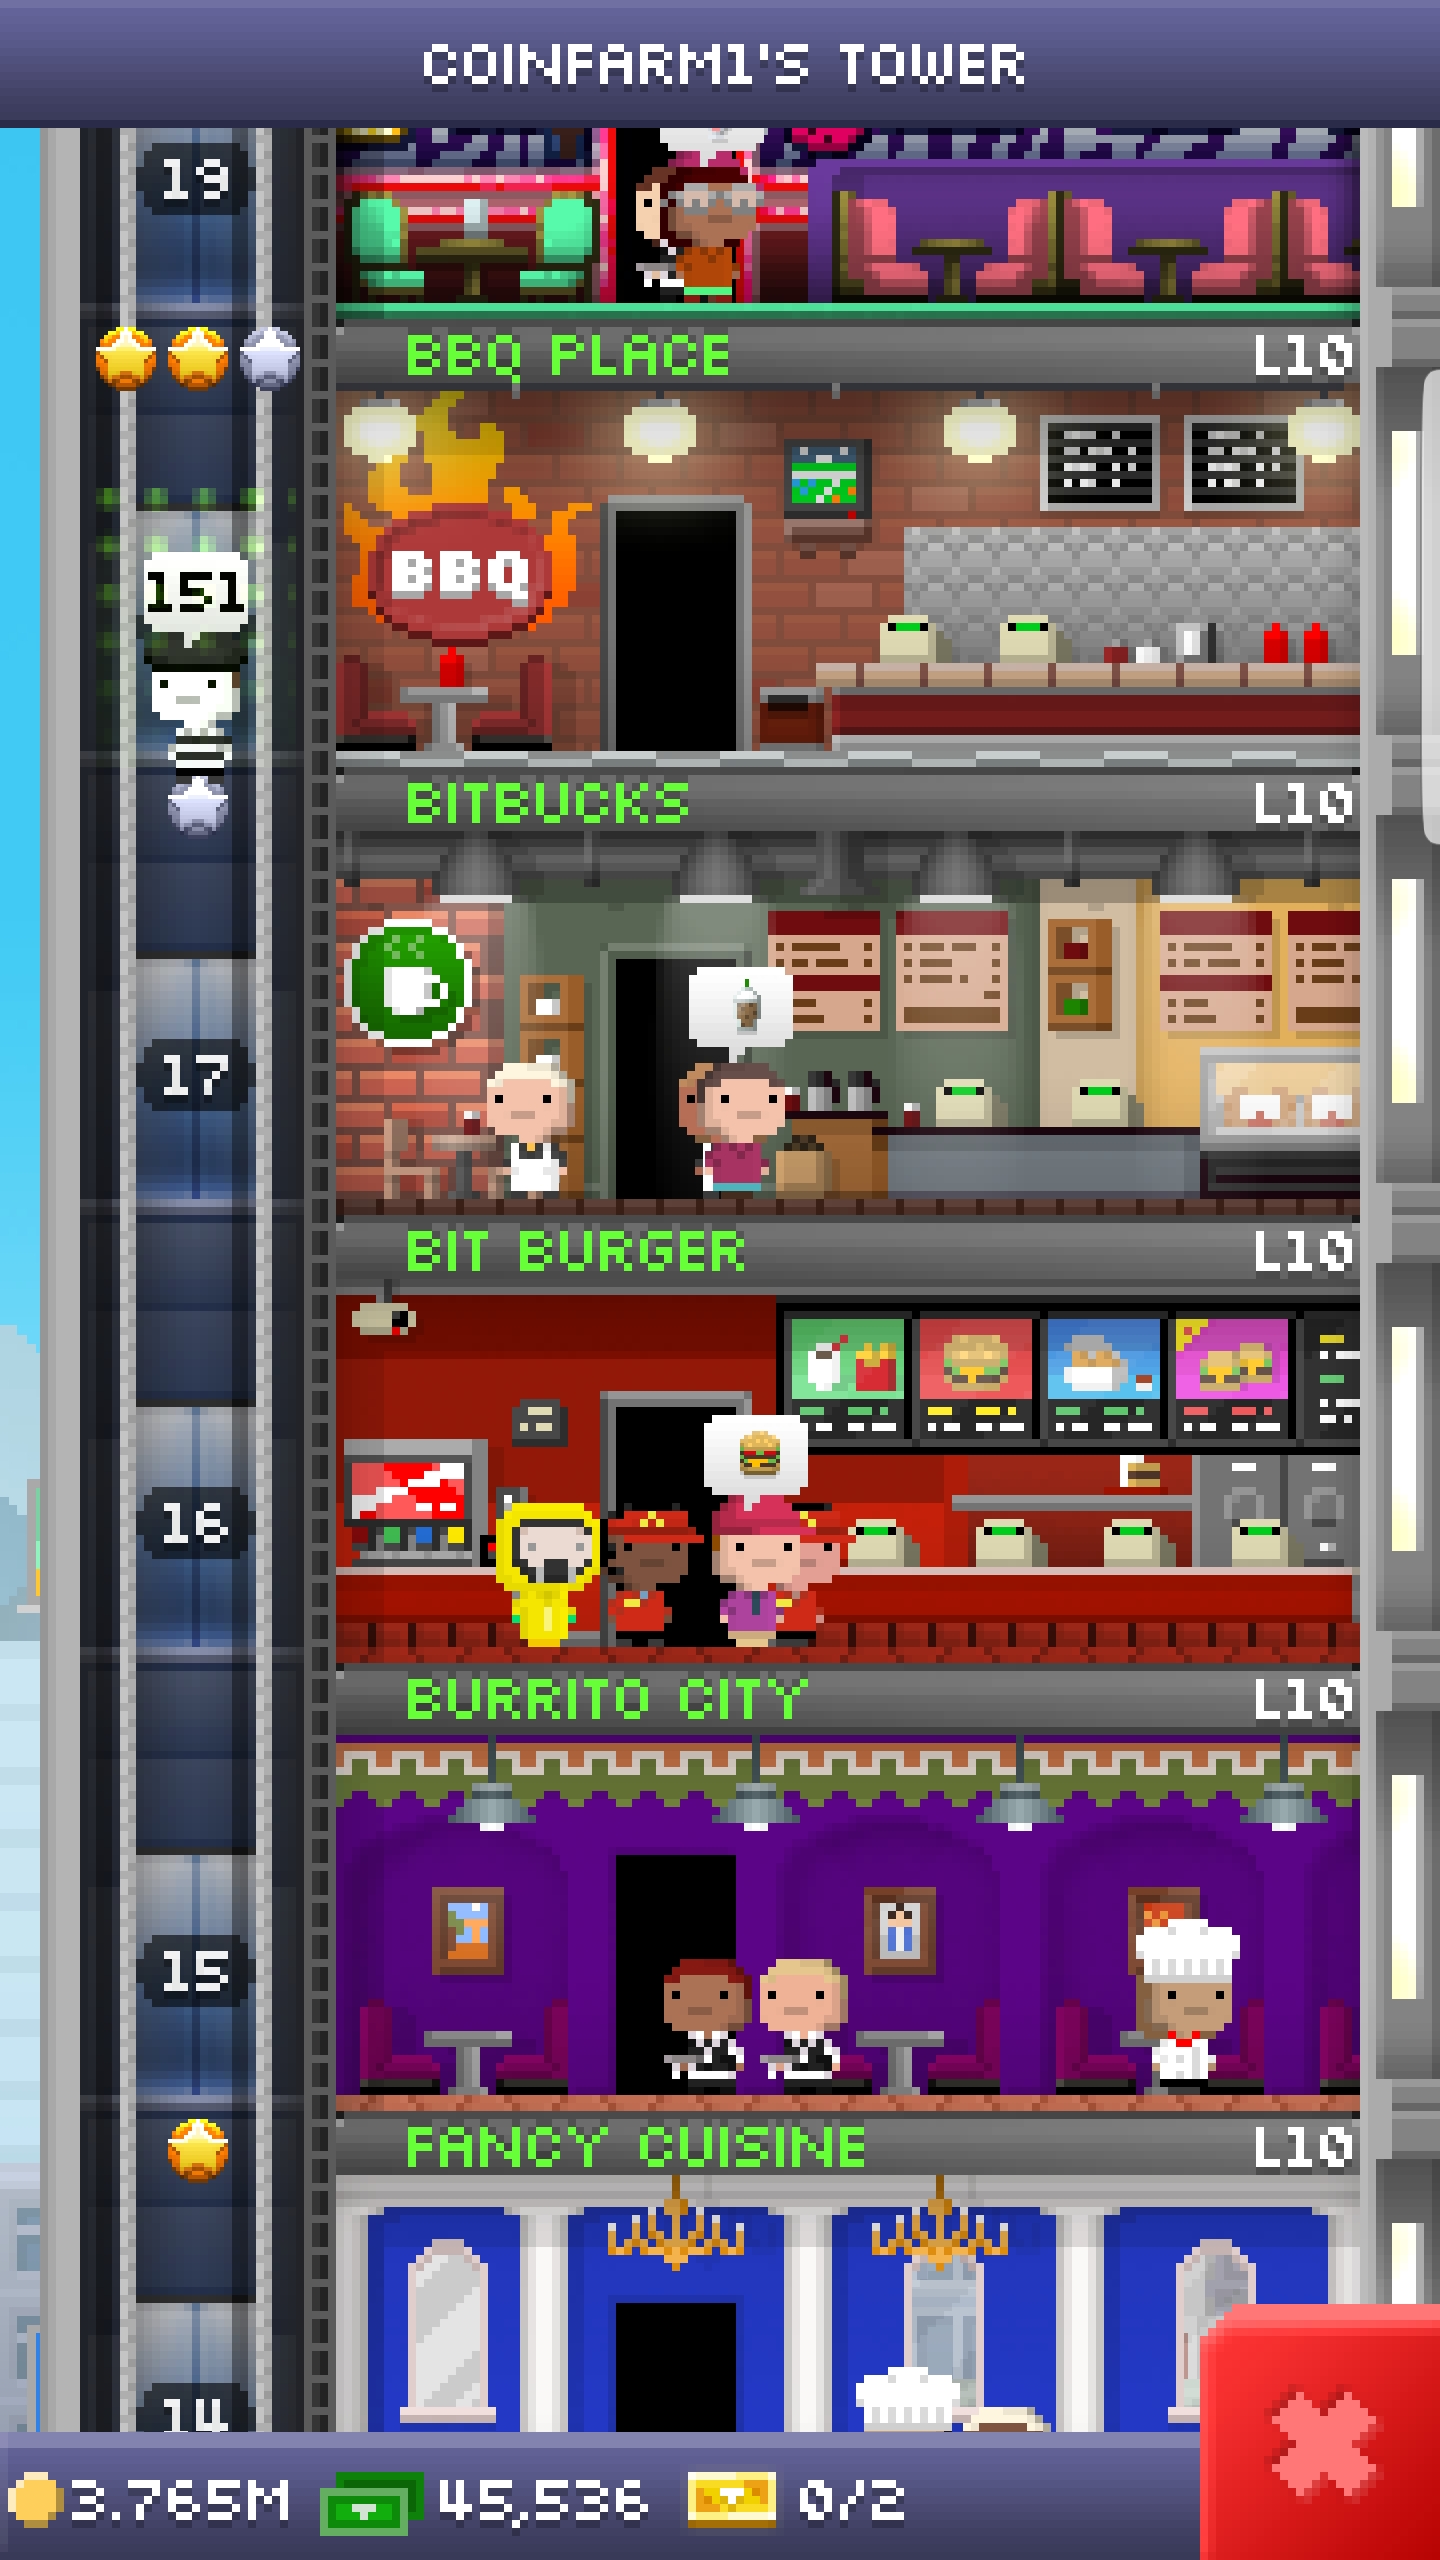 COINFARM1'S TOWER
19
BBQ PLACE L10
BBQ
151
BITBUCKS L10
17
BIT BURGER L10
16
BURRITO CITY L10
15
FANCY CUISINE L10
14
3.765M 45,536 0/2